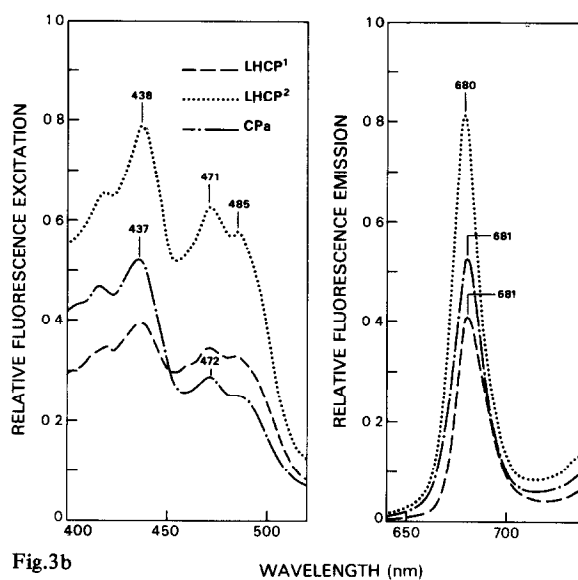 RELATIVE FLUORESCENCE EXCITATION
1.0
0.8
0.6
0.4
0.2
0
400 450 500
LHCP1
LHCP2
CPa
438
471
485
437
472
RELATIVE FLUORESCENCE EMISSION
1.0
0.8
0.6
0.4
0.2
0
650 700
680
681
681
Fig.3b
WAVELENGTH (nm)